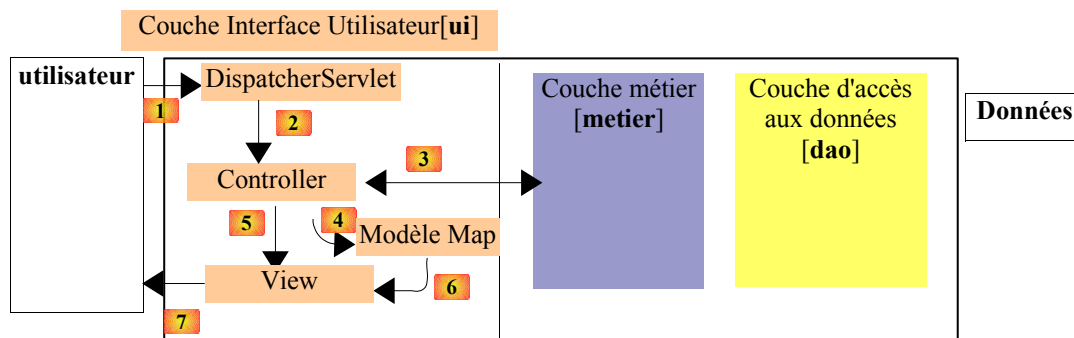 Couche Interface Utilisateur[ui]
utilisateur
DispatcherServlet
1
2
Controller
3
4
5
Modèle Map
View
6
7
Couche métier
[metier]
Couche d'accès
aux données
[dao]
Données